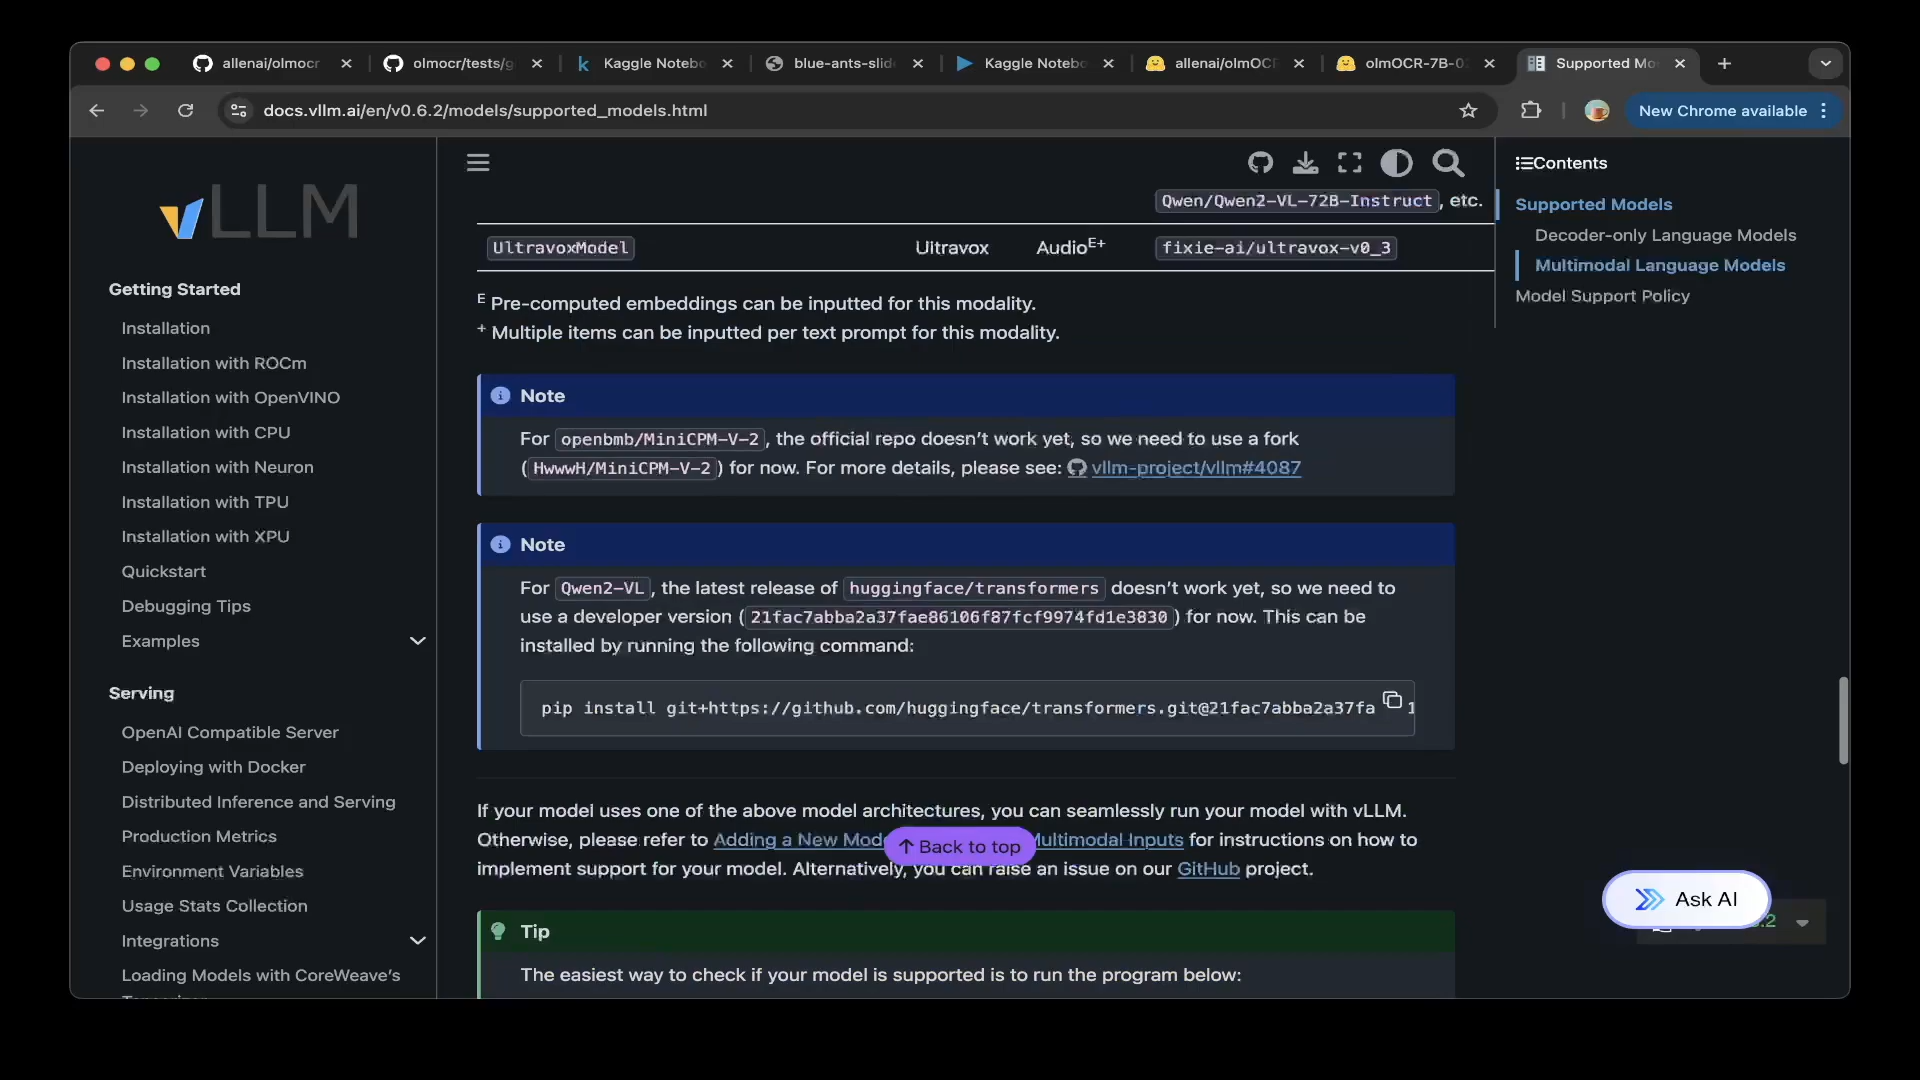 allenai/olmocr
olmocr/tests/g
Kaggle Notebo
blue-ants-slid
Kaggle Notebo
allenai/olmOC
olmOCR-7B-0
Supported Mo
docs.vllm.ai/en/v0.6.2/models/supported_models.html
New Chrome available
vLLM
Getting Started
Installation
Installation with ROCm
Installation with OpenVINO
Installation with CPU
Installation with Neuron
Installation with TPU
Installation with XPU
Quickstart
Debugging Tips
Examples
Serving
OpenAI Compatible Server
Deploying with Docker
Distributed Inference and Serving
Production Metrics
Environment Variables
Usage Stats Collection
Integrations
Loading Models with CoreWeave's
Qwen/Qwen2-VL-72B-Instruct, etc.
UltravoxModel Ultravox Audio^E+ fixie-ai/ultravox-v0_3
^E Pre-computed embeddings can be inputted for this modality.
^+ Multiple items can be inputted per text prompt for this modality.
Note
For openbmb/MiniCPM-V-2, the official repo doesn't work yet, so we need to use a fork
(HwwwH/MiniCPM-V-2) for now. For more details, please see: vllm-project/vllm#4087
Note
For Qwen2-VL, the latest release of huggingface/transformers doesn't work yet, so we need to
use a developer version (21fac7abba2a37fae86106f87fcf9974fd1e3830) for now. This can be
installed by running the following command:
pip install git+https://github.com/huggingface/transformers.git@21fac7abba2a37fa 1
If your model uses one of the above model architectures, you can seamlessly run your model with vLLM.
Otherwise, please refer to Adding a New Mode Multimodal Inputs for instructions on how to
Back to top
implement support for your model. Alternatively, you can raise an issue on our GitHub project.
Tip
The easiest way to check if your model is supported is to run the program below:
Contents
Supported Models
Decoder-only Language Models
Multimodal Language Models
Model Support Policy
Ask AI